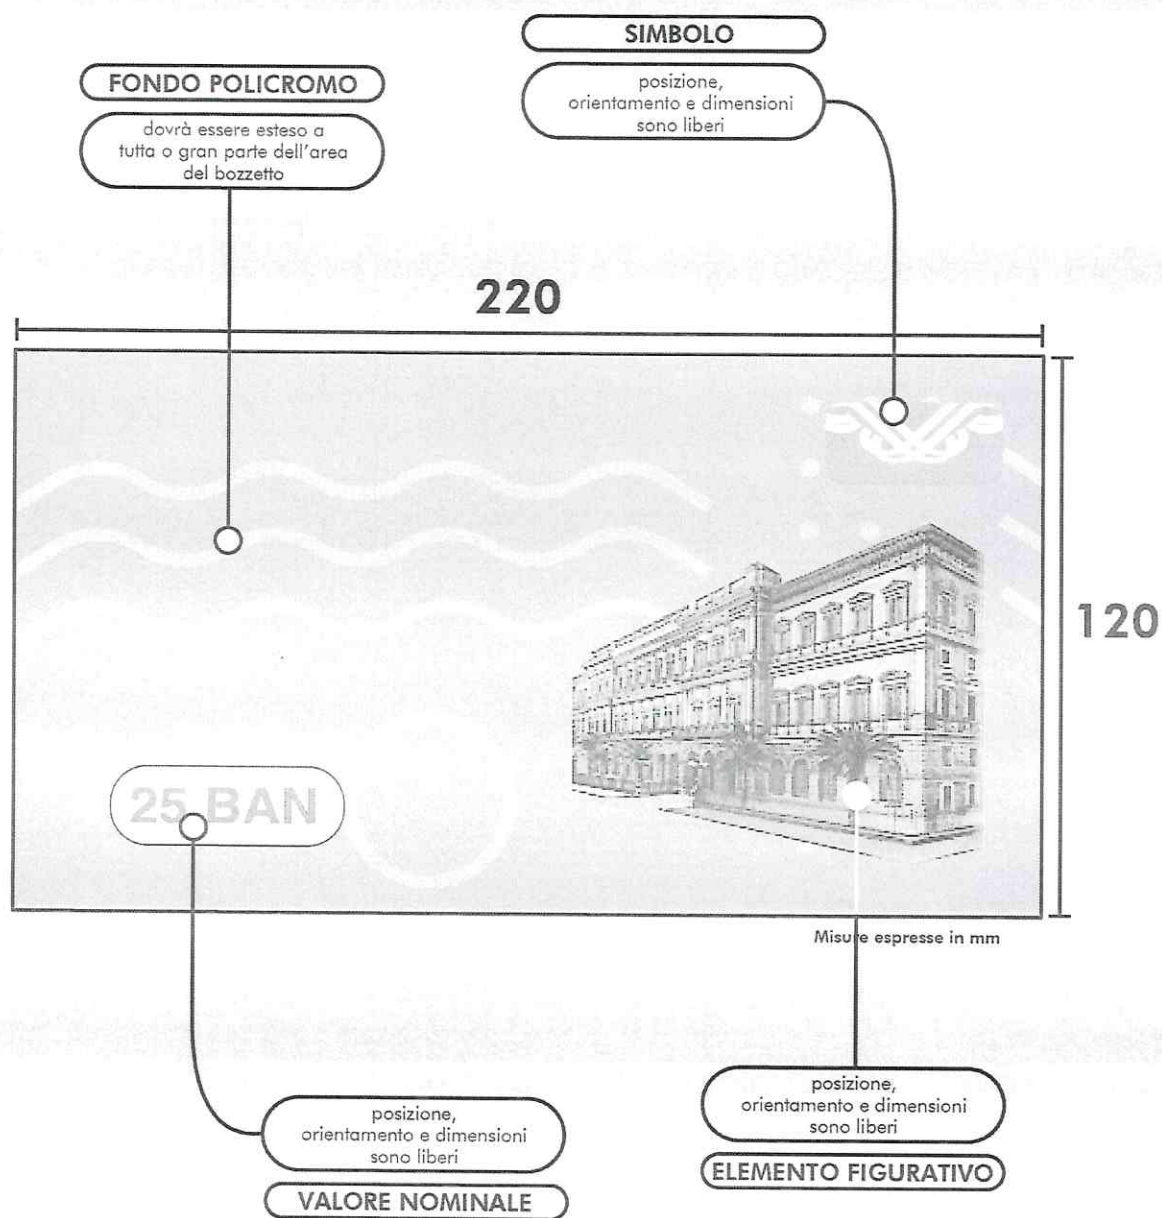 SIMBOLO
posizione,
orientamento e dimensioni
sono liberi
FONDO POLICROMO
dovrà essere esteso a
tutta o gran parte dell'area
del bozzetto
220
120
25 BAN
Misure espresse in mm
posizione,
orientamento e dimensioni
sono liberi
VALORE NOMINALE
posizione,
orientamento e dimensioni
sono liberi
ELEMENTO FIGURATIVO